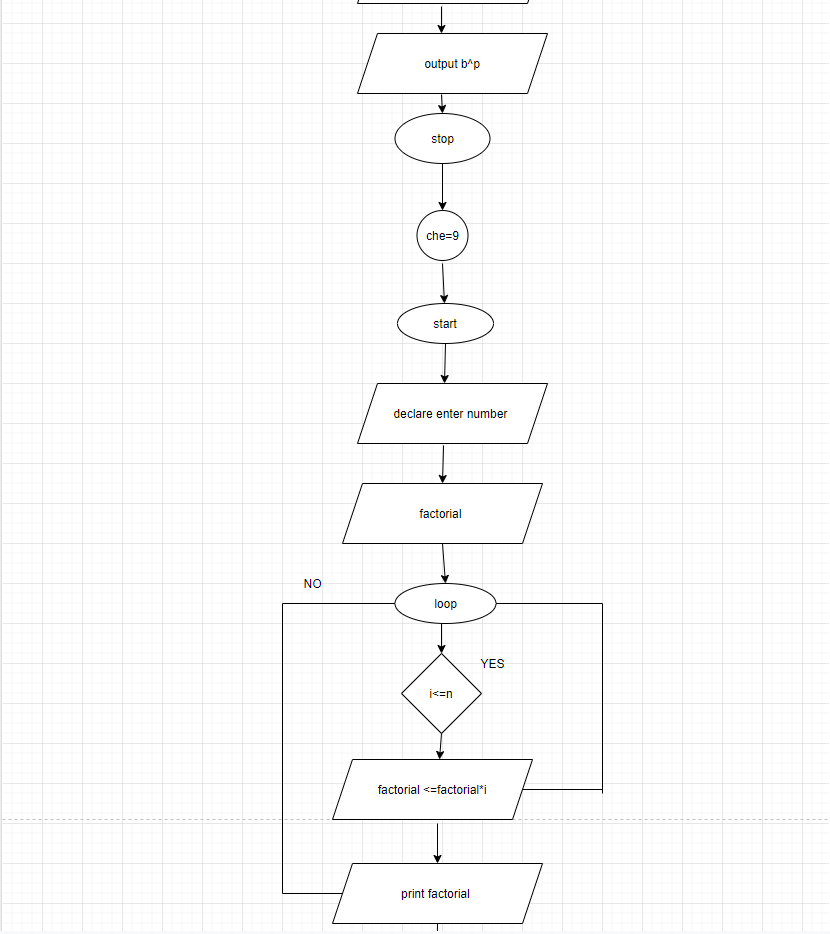 output b^p
stop
che=9
start
declare enter number
factorial
NO
loop
YES
i<=n
factorial <=factorial*i
print factorial